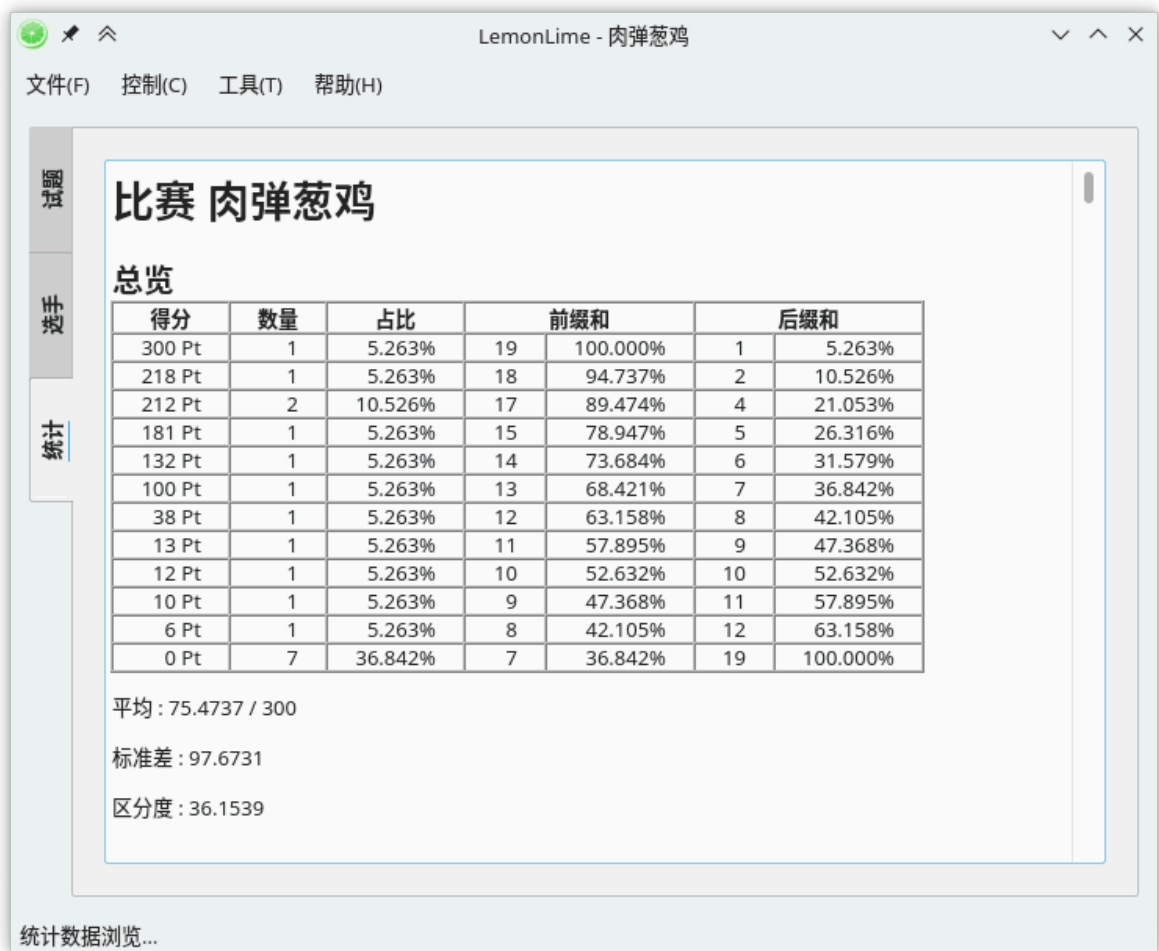 LemonLime - 肉弹葱鸡
文件(F) 控制(C) 工具(T) 帮助(H)
试题
选手
统计
比赛 肉弹葱鸡
总览
得分 数量 占比 前缀和 后缀和
300 Pt 1 5.263% 19 100.000% 1 5.263%
218 Pt 1 5.263% 18 94.737% 2 10.526%
212 Pt 2 10.526% 17 89.474% 4 21.053%
181 Pt 1 5.263% 15 78.947% 5 26.316%
132 Pt 1 5.263% 14 73.684% 6 31.579%
100 Pt 1 5.263% 13 68.421% 7 36.842%
38 Pt 1 5.263% 12 63.158% 8 42.105%
13 Pt 1 5.263% 11 57.895% 9 47.368%
12 Pt 1 5.263% 10 52.632% 10 52.632%
10 Pt 1 5.263% 9 47.368% 11 57.895%
6 Pt 1 5.263% 8 42.105% 12 63.158%
0 Pt 7 36.842% 7 36.842% 19 100.000%
平均 : 75.4737 / 300
标准差 : 97.6731
区分度 : 36.1539
统计数据浏览...